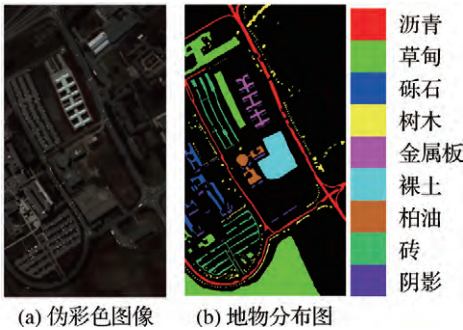 沥青
草甸
砾石
树木
金属板
裸土
柏油
砖
阴影
(a) 伪彩色图像
(b) 地物分布图